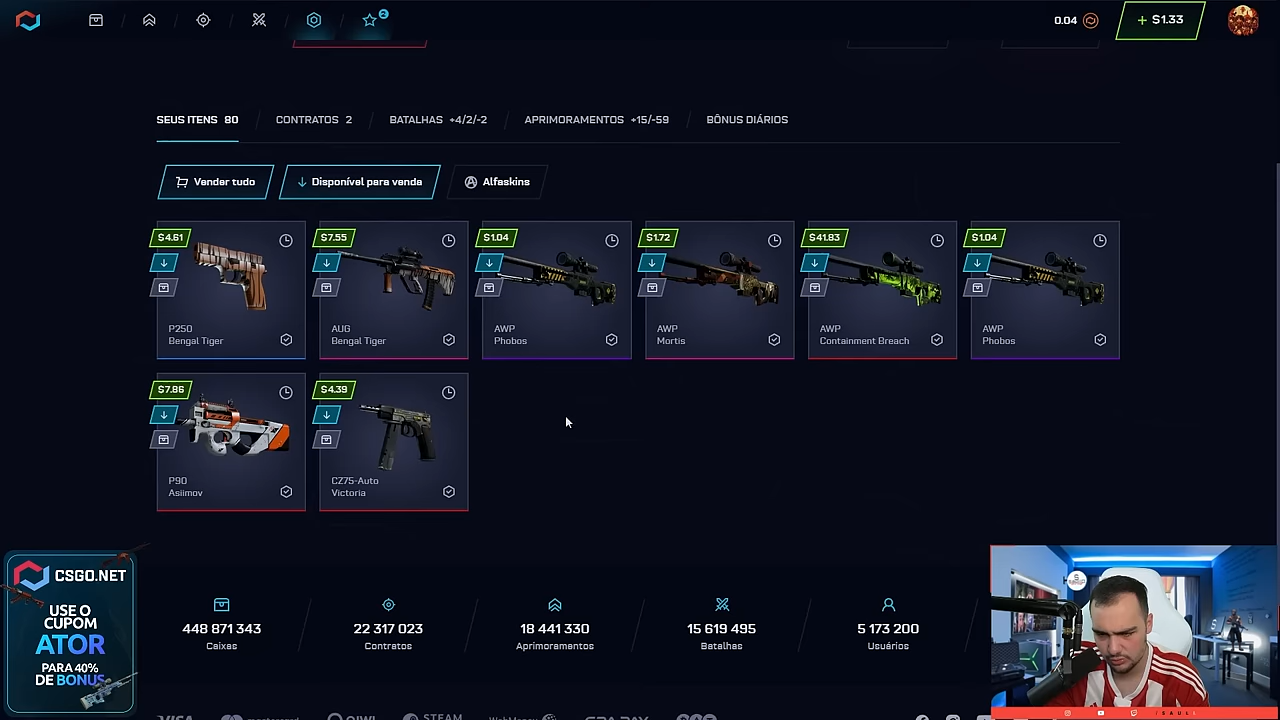 0.04
+ $1.33
2
SEUS ITENS 80
CONTRATOS 2
BATALHAS +4/2/-2
APRIMORAMENTOS +15/-59
BÔNUS DIÁRIOS
Vender tudo
Disponível para venda
Alfaskins
$4.61
P250
Bengal Tiger
$7.55
AUG
Bengal Tiger
$1.04
AWP
Phobos
$1.72
AWP
Mortis
$41.83
AWP
Containment Breach
$1.04
AWP
Phobos
$7.86
P90
Asiimov
$4.39
CZ75-Auto
Victoria
CSGO.NET
USE O
CUPOM
ATOR
PARA 40%
DE BONUS
448 871 343
Caixas
22 317 023
Contratos
18 441 330
Aprimoramentos
15 619 495
Batalhas
5 173 200
Usuários
VISA
QIWI
STEAM
WebMoney